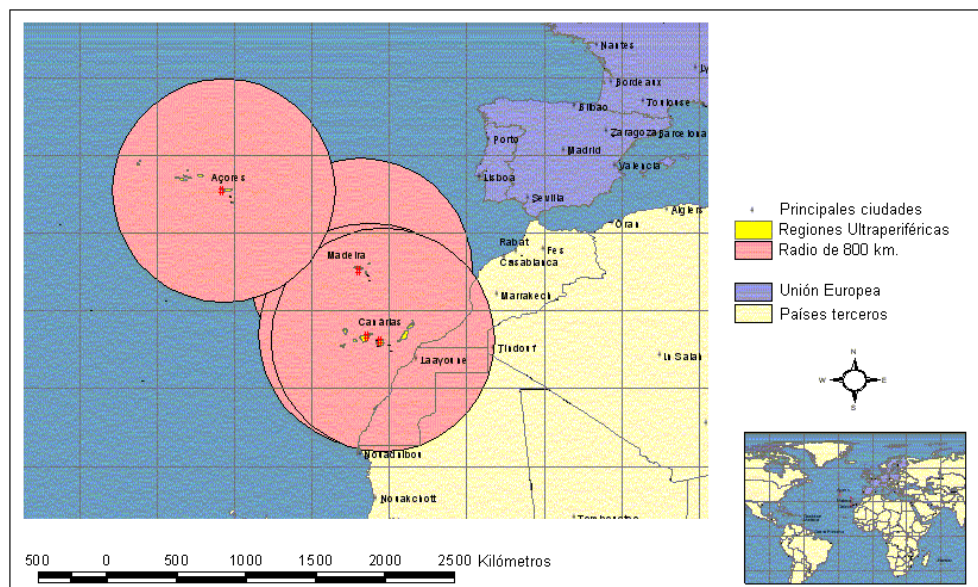 Nantes
Bordeaux
Bilbao
Toulouse
Zaragoza
Barcelona
Porto
Madrid
Valencia
Lisboa
Sevilla
Açores
Algiers
Oran
Rabat
Fes
Casablanca
Madeira
Marrakech
Canarias
Laayoune
Tindouf
In Salah
Nouadhibou
Nouakchott
Principales ciudades
Regiones Ultraperiféricas
Radio de 800 km.
Unión Europea
Países terceros
N
W
E
S
500 0 500 1000 1500 2000 2500 Kilómetros